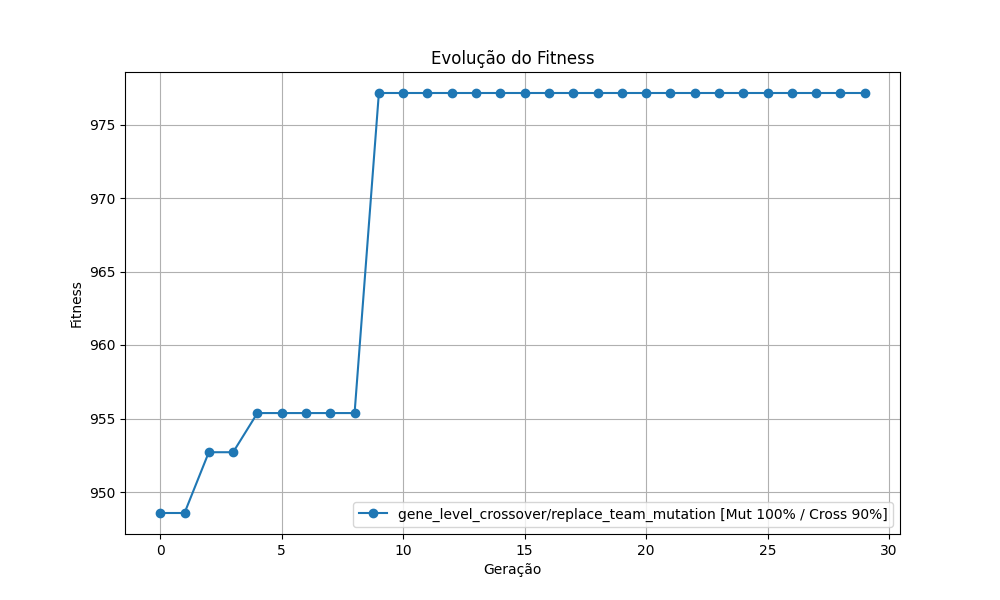 Evolução do Fitness
975
970
965
960
955
950
Fitness
gene_level_crossover/replace_team_mutation [Mut 100% / Cross 90%]
0 5 10 15 20 25 30
Geração